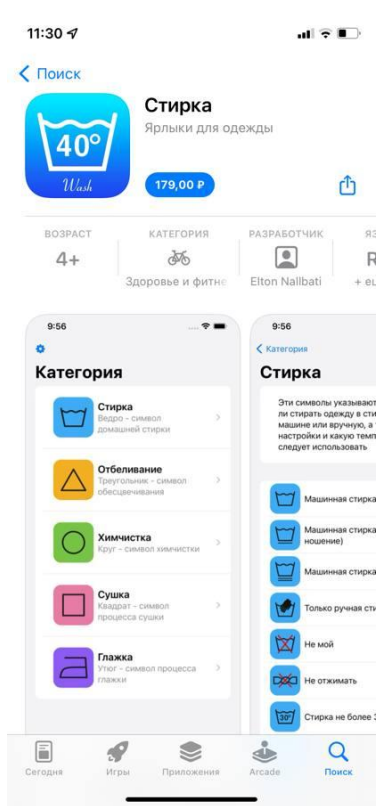 11:30
Поиск
Стирка
Ярлыки для одежды
40°
Wash
179,00 ₽
ВОЗРАСТ
4+
КАТЕГОРИЯ
Здоровье и фитне
РАЗРАБОТЧИК
Elton Nallbati
ЯЗ
R
+ ещ
9:56
Категория
Стирка
Ведро - символ
домашней стирки
Отбеливание
Треугольник - символ
обесцвечивания
Химчистка
Круг - символ химчистки
Сушка
Квадрат - символ
процесса сушки
Глажка
Утюг - символ процесса
глажки
9:56
Категория
Стирка
Эти символы указывают
ли стирать одежду в сти
машине или вручную, а т
настройки и какую темп
следует использовать
Машинная стирка
Машинная стирка
ношение)
Машинная стирка
Только ручная сти
Не мой
Не отжимать
30°
Стирка не более 3
Сегодня
Игры
Приложения
Arcade
Поиск